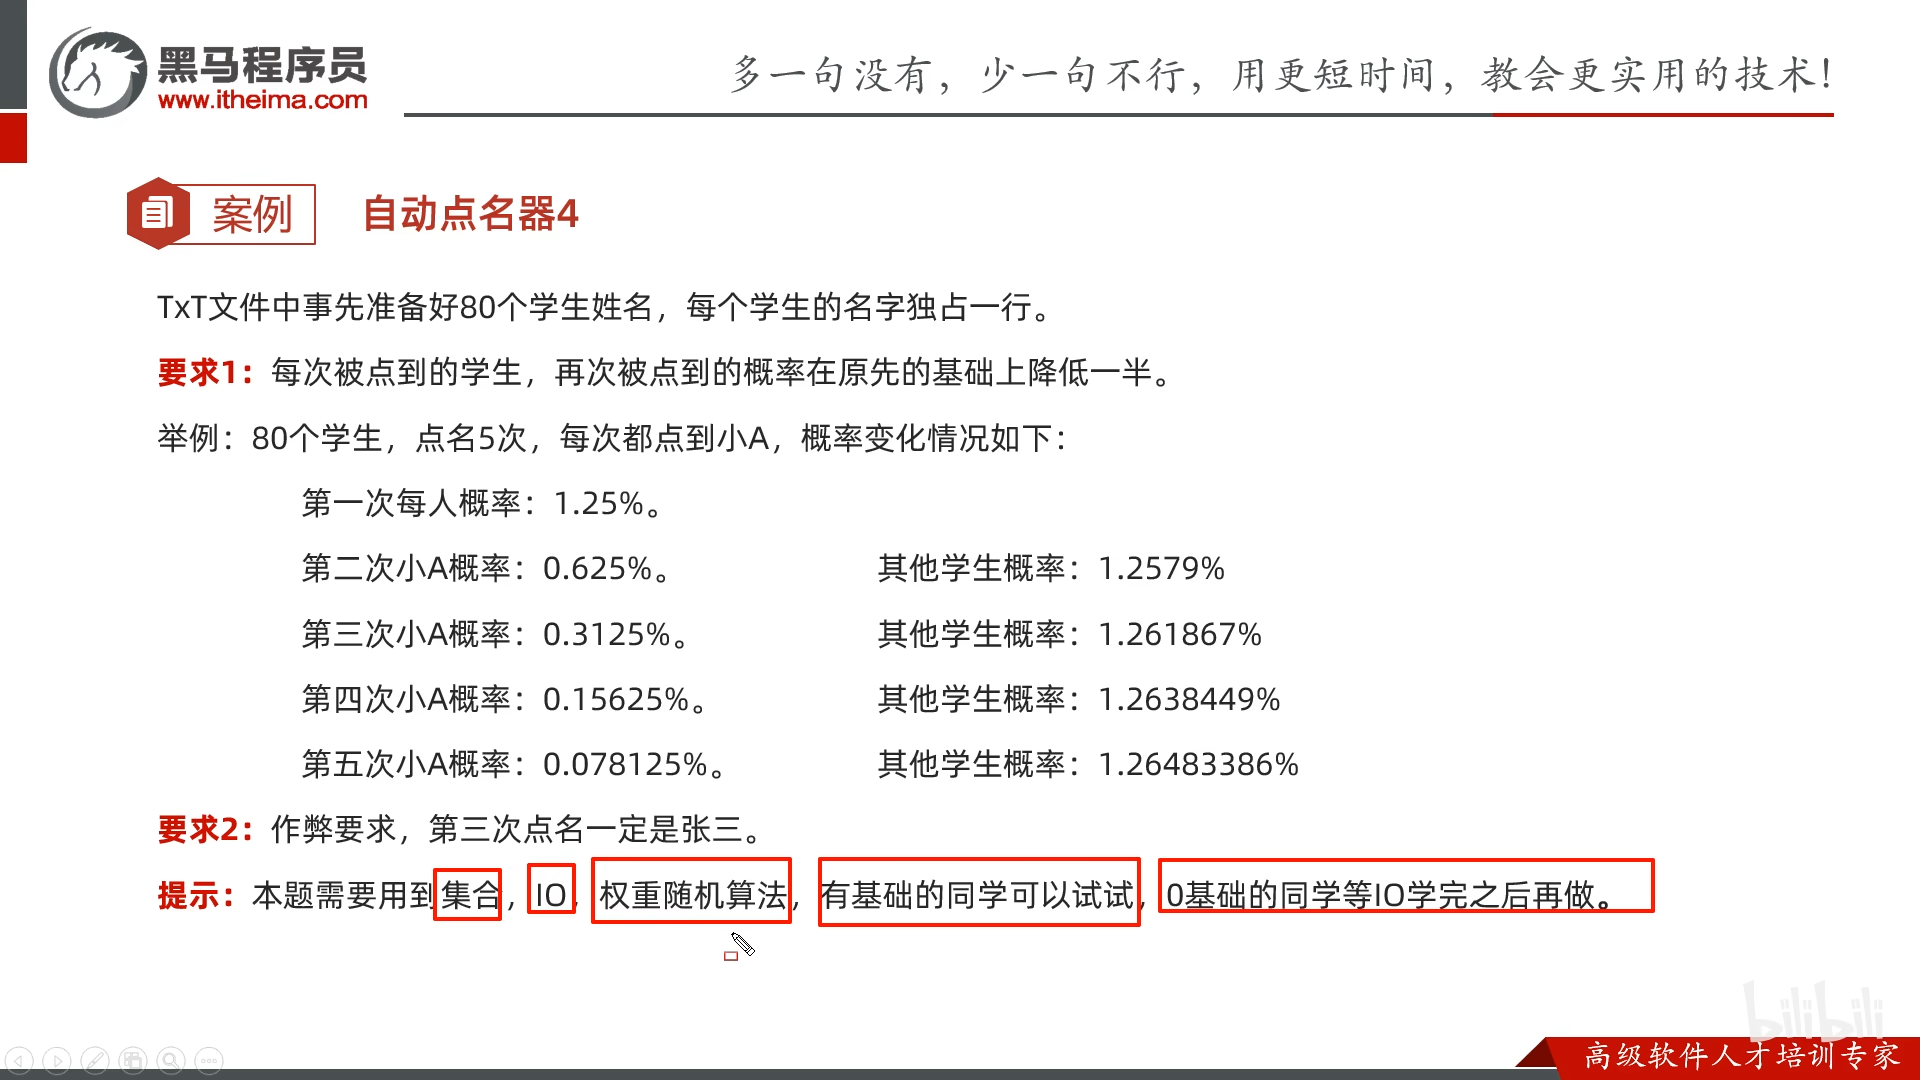 黑马程序员
www.itheima.com
多一句没有，少一句不行，用更短时间，教会更实用的技术！
案例
自动点名器4
TxT文件中事先准备好80个学生姓名，每个学生的名字独占一行。
要求1：每次被点到的学生，再次被点到的概率在原先的基础上降低一半。
举例：80个学生，点名5次，每次都点到小A，概率变化情况如下：
第一次每人概率：1.25%。
第二次小A概率：0.625%。 其他学生概率：1.2579%
第三次小A概率：0.3125%。 其他学生概率：1.261867%
第四次小A概率：0.15625%。 其他学生概率：1.2638449%
第五次小A概率：0.078125%。 其他学生概率：1.26483386%
要求2：作弊要求，第三次点名一定是张三。
提示：本题需要用到集合，IO，权重随机算法，有基础的同学可以试试，0基础的同学等IO学完之后再做。
bilibili
高级软件人才培训专家